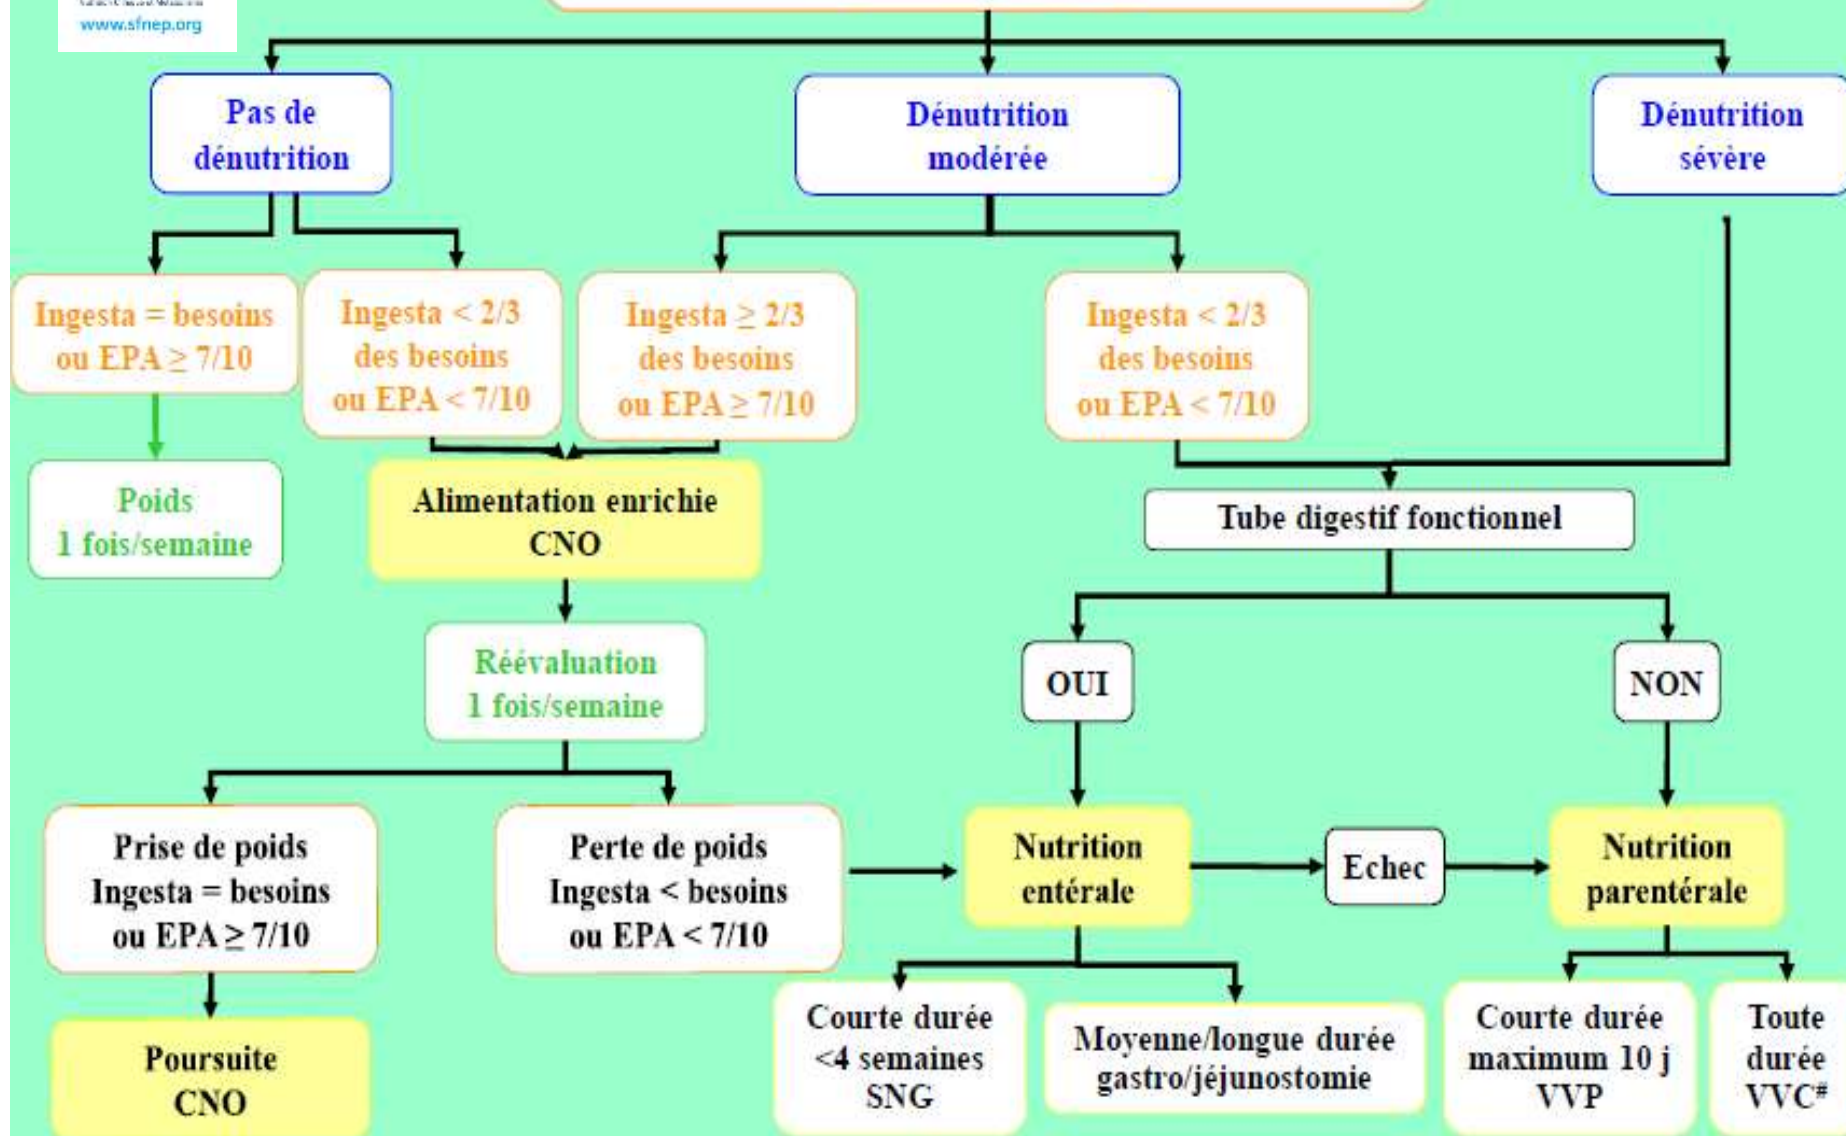 www.sfnep.org
Pas de
dénutrition
Dénutrition
modérée
Dénutrition
sévère
Ingesta = besoins
ou EPA ≥ 7/10
Ingesta < 2/3
des besoins
ou EPA < 7/10
Ingesta ≥ 2/3
des besoins
ou EPA ≥ 7/10
Ingesta < 2/3
des besoins
ou EPA < 7/10
Poids
1 fois/semaine
Alimentation enrichie
CNO
Tube digestif fonctionnel
Réévaluation
1 fois/semaine
OUI
NON
Prise de poids
Ingesta = besoins
ou EPA ≥ 7/10
Perte de poids
Ingesta < besoins
ou EPA < 7/10
Nutrition
entérale
Echec
Nutrition
parentérale
Poursuite
CNO
Courte durée
<4 semaines
SNG
Moyenne/longue durée
gastro/jéjunostomie
Courte durée
maximum 10 j
VVP
Toute
durée
VVC#